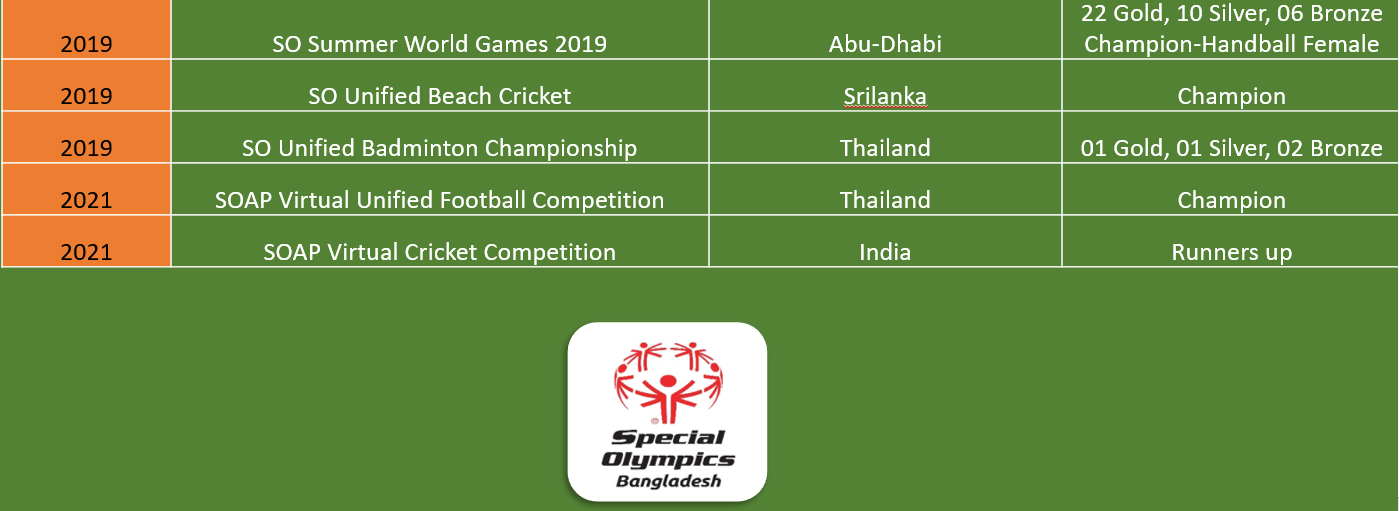 22 Gold, 10 Silver, 06 Bronze
2019 SO Summer World Games 2019 Abu-Dhabi Champion-Handball Female
2019 SO Unified Beach Cricket Srilanka Champion
2019 SO Unified Badminton Championship Thailand 01 Gold, 01 Silver, 02 Bronze
2021 SOAP Virtual Unified Football Competition Thailand Champion
2021 SOAP Virtual Cricket Competition India Runners up
®
Special
Olympics
Bangladesh